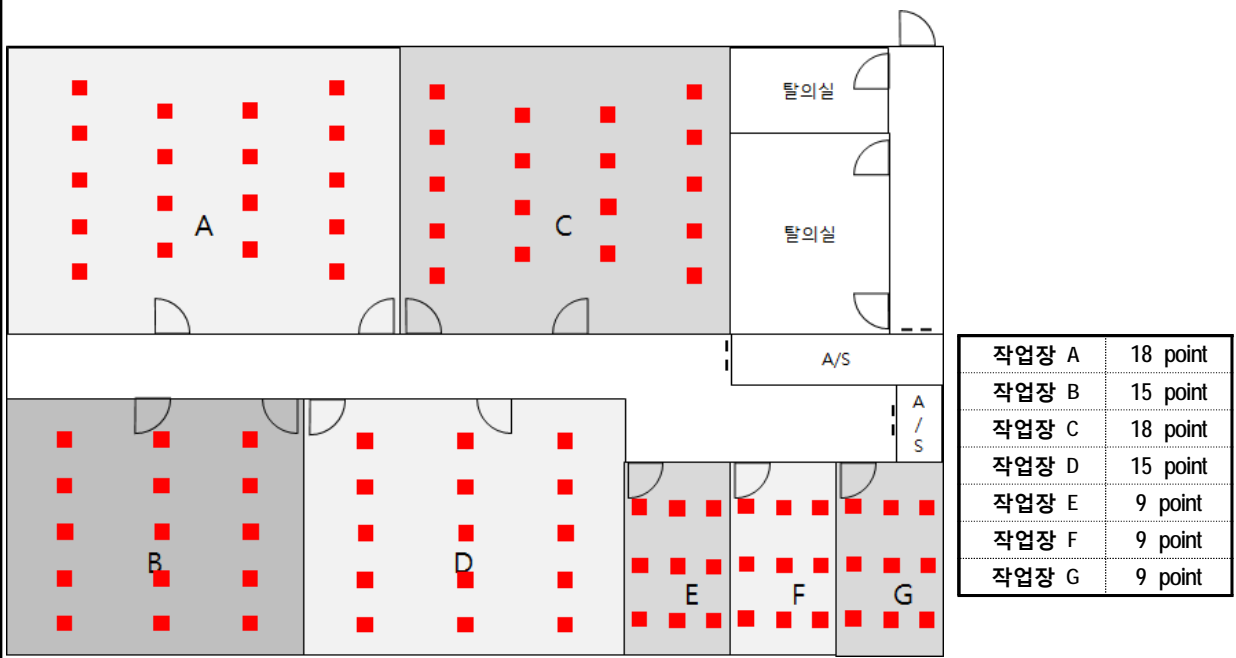 탈의실
A
C
탈의실
A/S
A
/
S
B
D
E
F
G
작업장 A 18 point
작업장 B 15 point
작업장 C 18 point
작업장 D 15 point
작업장 E 9 point
작업장 F 9 point
작업장 G 9 point